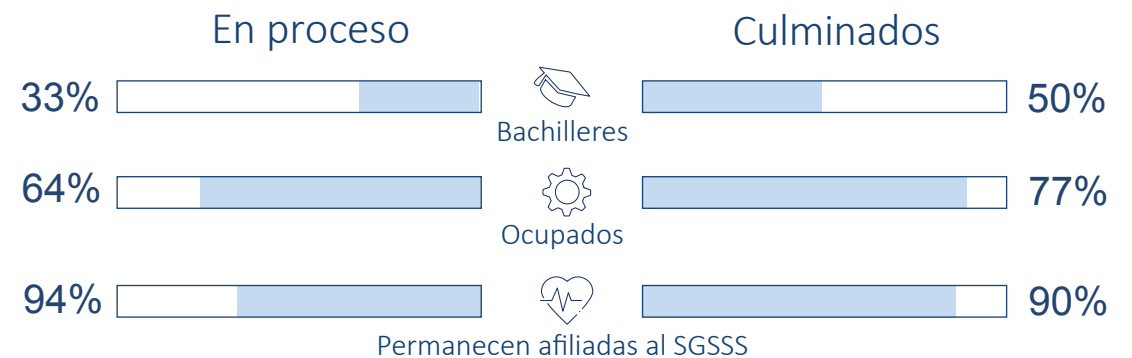 En proceso Culminados
33% 50%
Bachilleres
64% 77%
Ocupados
94% 90%
Permanecen afiliadas al SGSSS